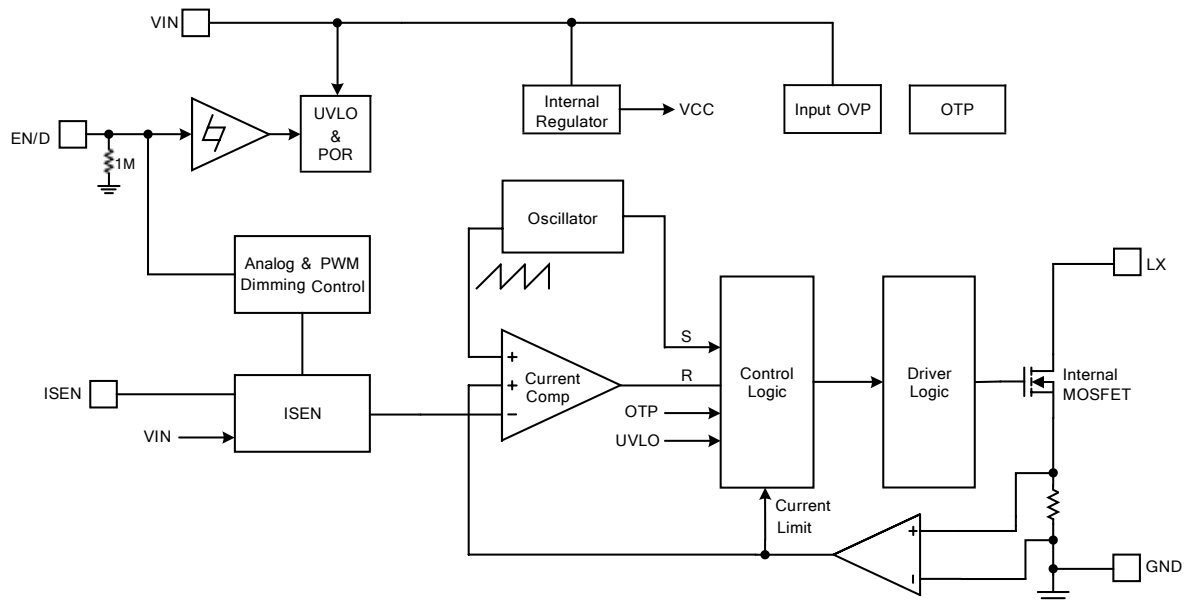 VIN
UVLO
&
POR
Internal
Regulator
VCC
Input OVP
OTP
EN/D
1M
Oscillator
Analog & PWM
Dimming Control
LX
S
+
Current
Comp
+
−
R
Control
Logic
Driver
Logic
Internal
MOSFET
ISEN
ISEN
OTP
VIN
UVLO
Current
Limit
+
−
GND